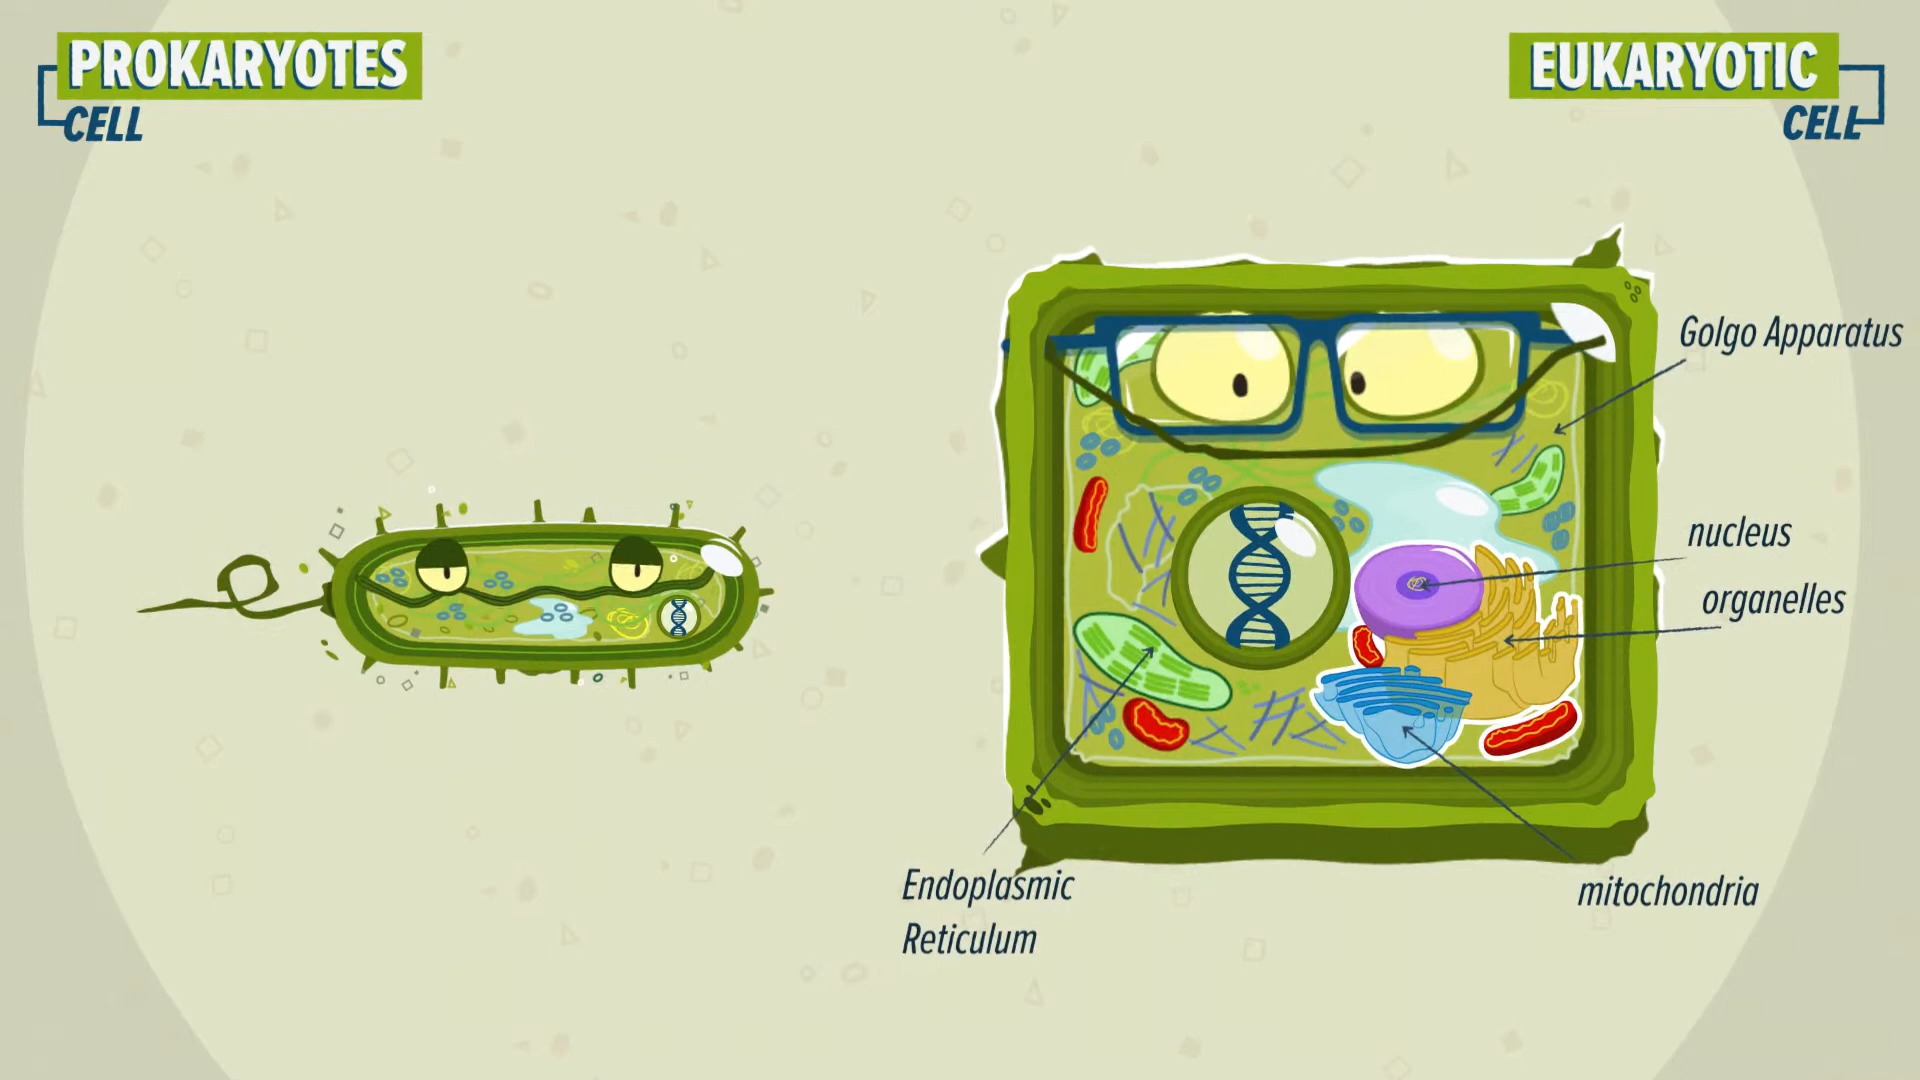 PROKARYOTES
CELL
EUKARYOTIC
CELL
Golgo Apparatus
nucleus
organelles
Endoplasmic
Reticulum
mitochondria